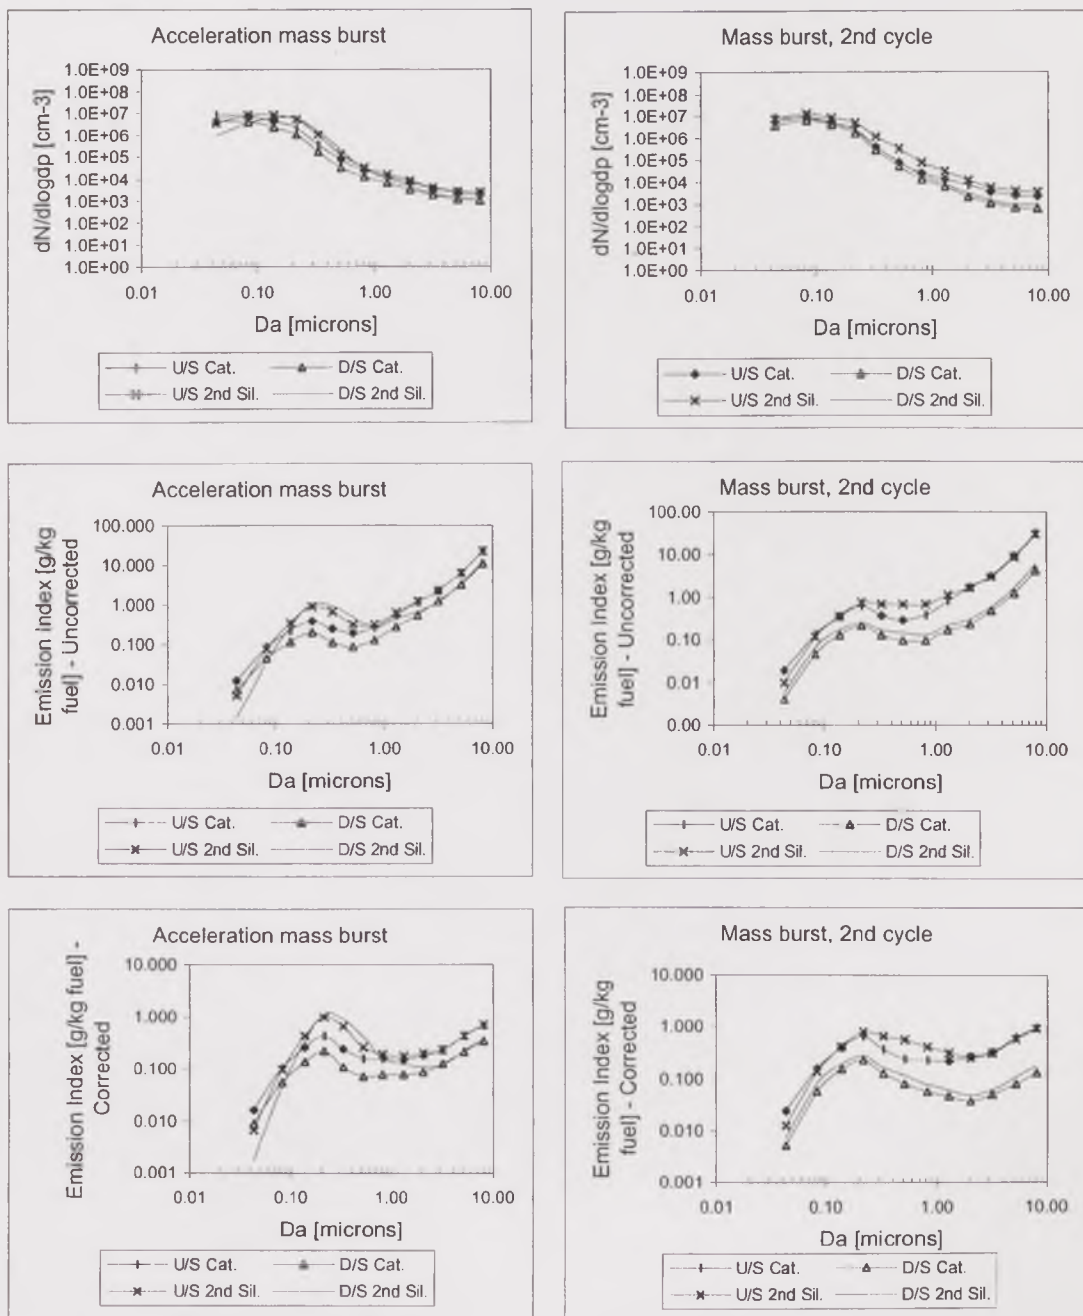 Acceleration mass burst
dN/dlogdp [cm-3]
1.0E+09
1.0E+08
1.0E+07
1.0E+06
1.0E+05
1.0E+04
1.0E+03
1.0E+02
1.0E+01
1.0E+00
0.01 0.10 1.00 10.00
Da [microns]
U/S Cat. D/S Cat.
U/S 2nd Sil. D/S 2nd Sil.
Mass burst, 2nd cycle
dN/dlogdp [cm-3]
1.0E+09
1.0E+08
1.0E+07
1.0E+06
1.0E+05
1.0E+04
1.0E+03
1.0E+02
1.0E+01
1.0E+00
0.01 0.10 1.00 10.00
Da [microns]
U/S Cat. D/S Cat.
U/S 2nd Sil. D/S 2nd Sil.
Acceleration mass burst
Emission Index [g/kg
fuel] - Uncorrected
100.000
10.000
1.000
0.100
0.010
0.001
0.01 0.10 1.00 10.00
Da [microns]
U/S Cat. D/S Cat.
U/S 2nd Sil. D/S 2nd Sil.
Mass burst, 2nd cycle
Emission Index [g/kg
fuel] - Uncorrected
100.00
10.00
1.00
0.10
0.01
0.00
0.01 0.10 1.00 10.00
Da [microns]
U/S Cat. D/S Cat.
U/S 2nd Sil. D/S 2nd Sil.
Acceleration mass burst
Emission Index [g/kg fuel] -
Corrected
10.000
1.000
0.100
0.010
0.001
0.01 0.10 1.00 10.00
Da [microns]
U/S Cat. D/S Cat.
U/S 2nd Sil. D/S 2nd Sil.
Mass burst, 2nd cycle
Emission Index [g/kg
fuel] - Corrected
10.000
1.000
0.100
0.010
0.001
0.01 0.10 1.00 10.00
Da [microns]
U/S Cat. D/S Cat.
U/S 2nd Sil. D/S 2nd Sil.